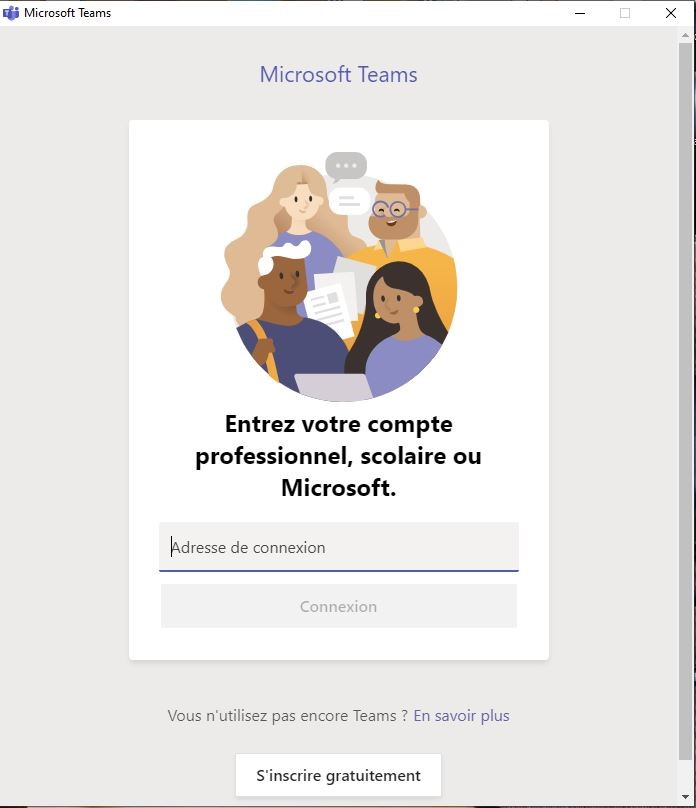 Microsoft Teams
Microsoft Teams
Entrez votre compte
professionnel, scolaire ou
Microsoft.
Adresse de connexion
Connexion
Vous n'utilisez pas encore Teams ? En savoir plus
S'inscrire gratuitement